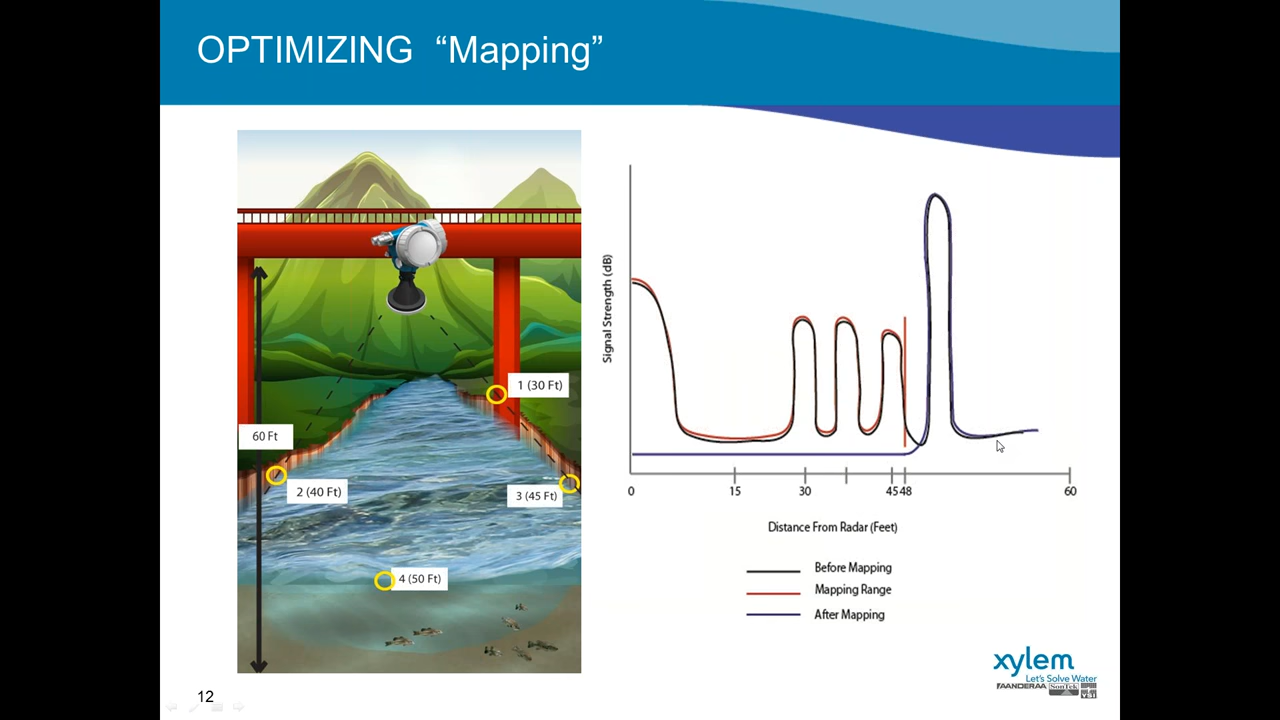 OPTIMIZING “Mapping”
1 (30 Ft)
60 Ft
2 (40 Ft)
3 (45 Ft)
4 (50 Ft)
Signal Strength (dB)
0 15 30 45 48 60
Distance From Radar (Feet)
Before Mapping
Mapping Range
After Mapping
xylem
Let's Solve Water
AANDERAA SonTek YSI
12